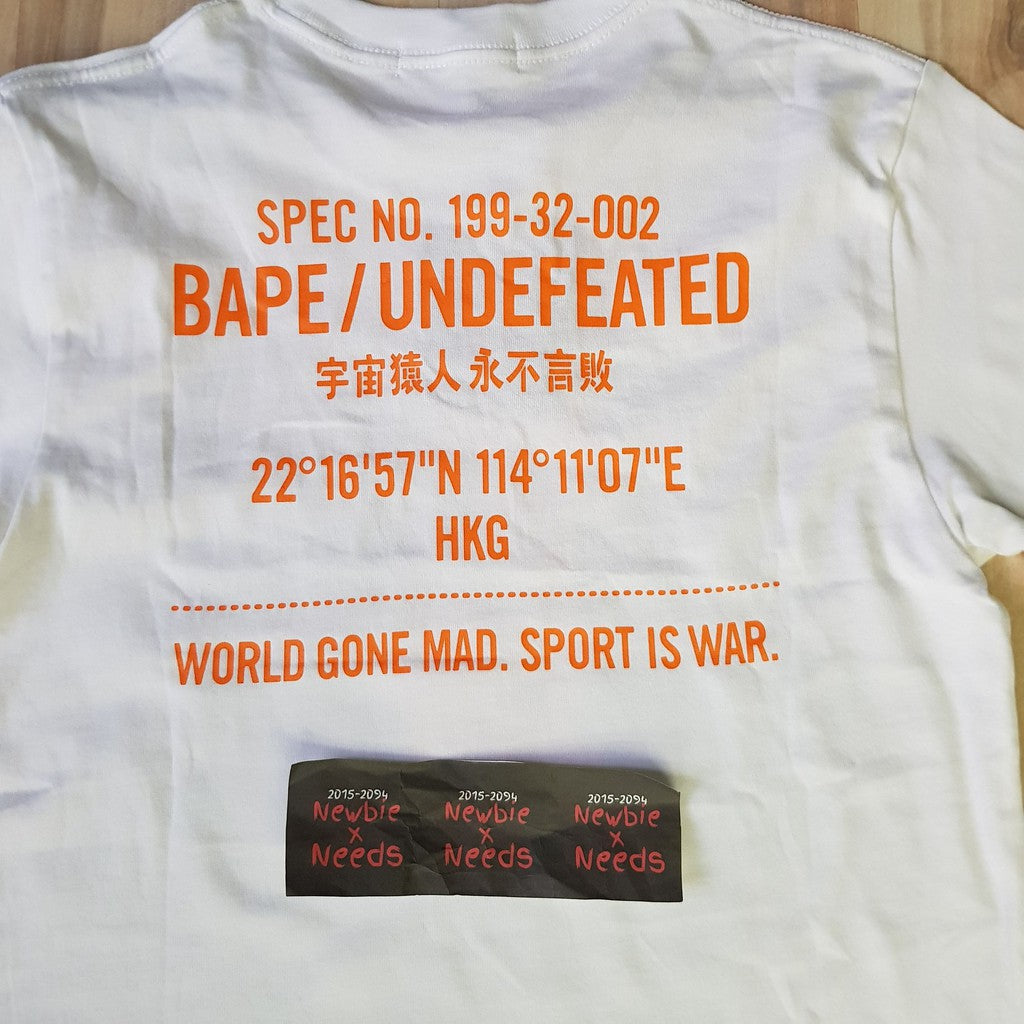 SPEC NO. 199-32-002
BAPE/UNDEFEATED
宇宙猿人永不言敗
22°16'57"N 114°11'07"E
HKG
WORLD GONE MAD. SPORT IS WAR.
2015-2094 2015-2094 2015-2094
Newbie Newbie Newbie
x x x
Needs Needs Needs